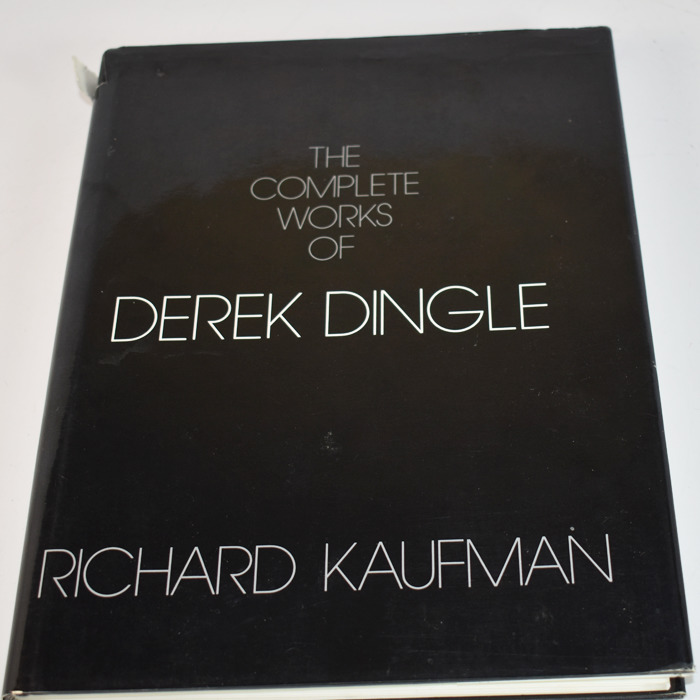 THE
COMPLETE
WORKS
OF
DEREK DINGLE
RICHARD KAUFMAN